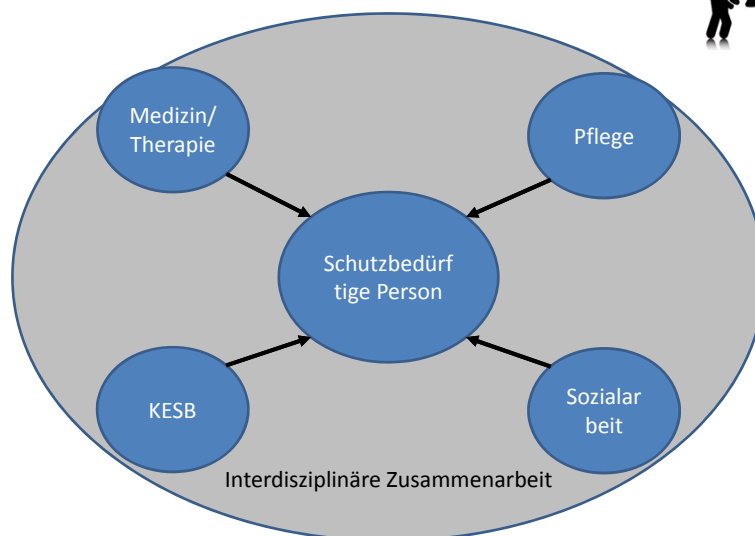 Medizin/
Therapie
Pflege
Schutzbedürf
tige Person
KESB
Sozialar
beit
Interdisziplinäre Zusammenarbeit